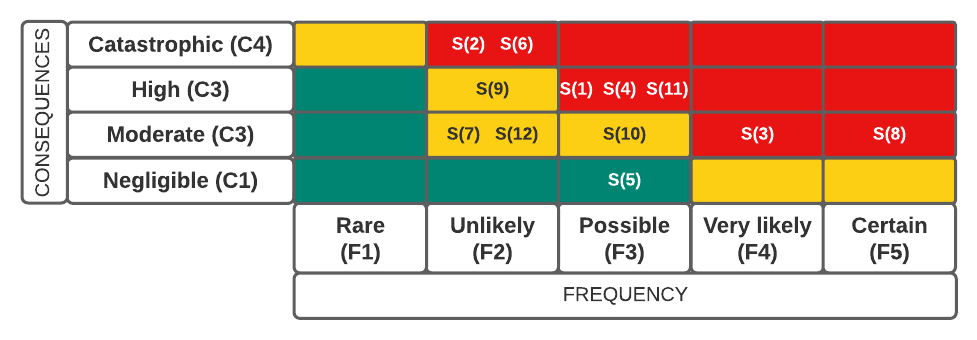 CONSEQUENCES
Catastrophic (C4)
S(2) S(6)
High (C3)
S(9)
S(1) S(4) S(11)
Moderate (C3)
S(7) S(12)
S(10)
S(3)
S(8)
Negligible (C1)
S(5)
Rare
(F1)
Unlikely
(F2)
Possible
(F3)
Very likely
(F4)
Certain
(F5)
FREQUENCY